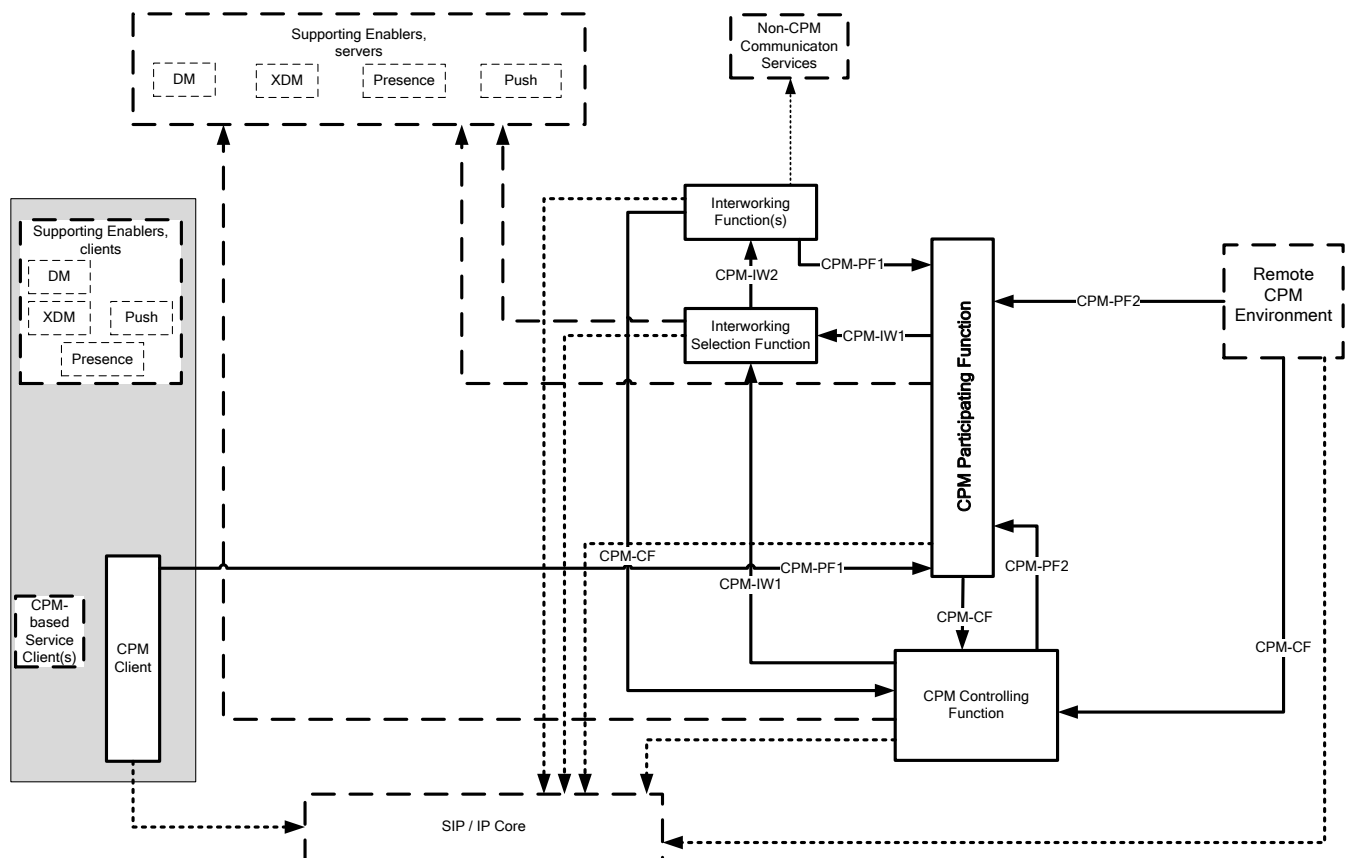 Supporting Enablers,
servers
DM
XDM
Presence
Push
Non-CPM
Communicaton
Services
Supporting Enablers,
clients
DM
XDM
Push
Presence
Interworking
Function(s)
CPM-PF1
CPM-IW2
Interworking
Selection Function
CPM-IW1
CPM Participating Function
CPM-PF2
Remote
CPM
Environment
CPM-CF
CPM-PF1
CPM-IW1
CPM-PF2
CPM-CF
CPM-CF
CPM-
based
Service
Client(s)
CPM
Client
CPM Controlling
Function
SIP / IP Core